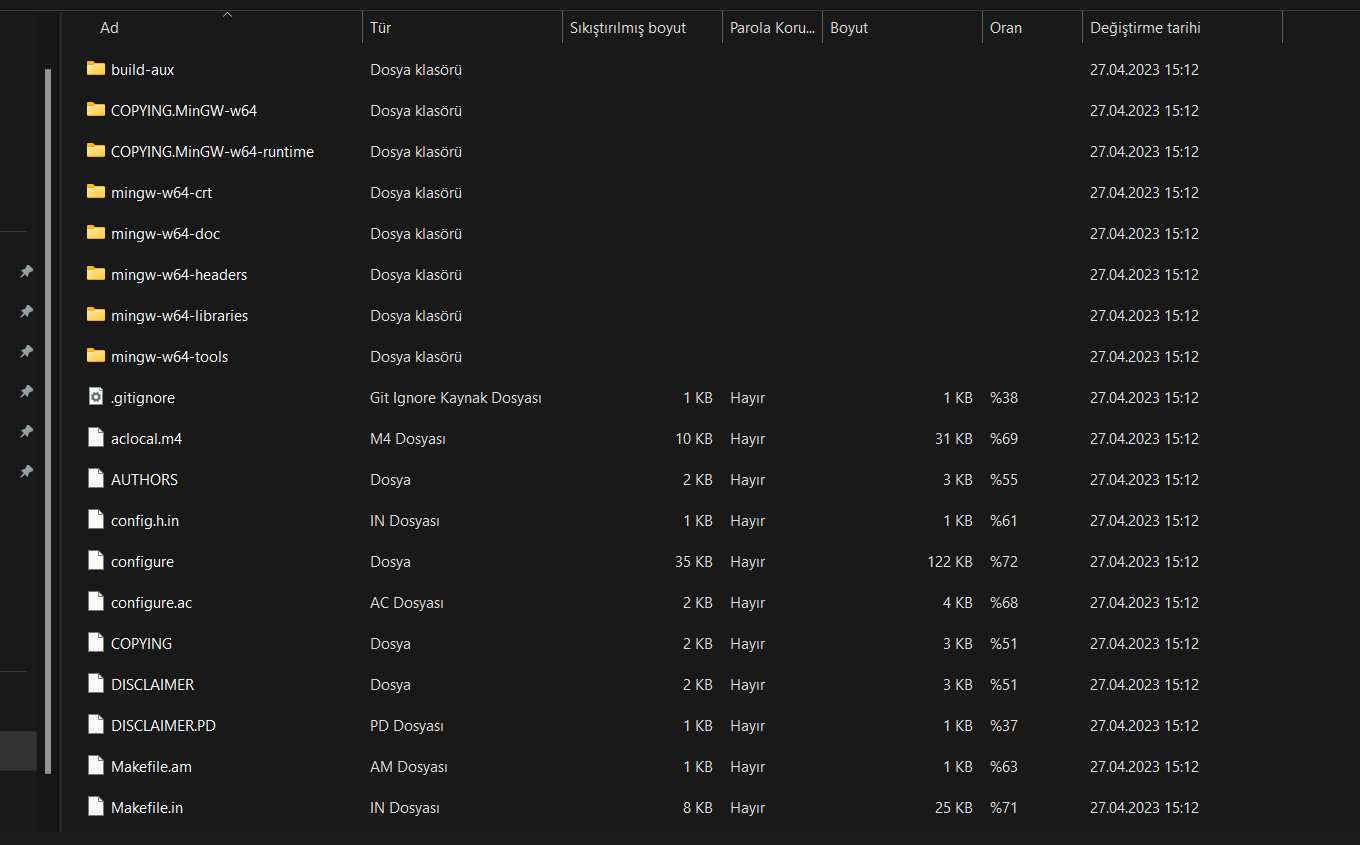 Ad Tür Sıkıştırılmış boyut Parola Koru... Boyut Oran Değiştirme tarihi
build-aux Dosya klasörü 27.04.2023 15:12
COPYING.MinGW-w64 Dosya klasörü 27.04.2023 15:12
COPYING.MinGW-w64-runtime Dosya klasörü 27.04.2023 15:12
mingw-w64-crt Dosya klasörü 27.04.2023 15:12
mingw-w64-doc Dosya klasörü 27.04.2023 15:12
mingw-w64-headers Dosya klasörü 27.04.2023 15:12
mingw-w64-libraries Dosya klasörü 27.04.2023 15:12
mingw-w64-tools Dosya klasörü 27.04.2023 15:12
.gitignore Git Ignore Kaynak Dosyası 1 KB Hayır 1 KB %38 27.04.2023 15:12
aclocal.m4 M4 Dosyası 10 KB Hayır 31 KB %69 27.04.2023 15:12
AUTHORS Dosya 2 KB Hayır 3 KB %55 27.04.2023 15:12
config.h.in IN Dosyası 1 KB Hayır 1 KB %61 27.04.2023 15:12
configure Dosya 35 KB Hayır 122 KB %72 27.04.2023 15:12
configure.ac AC Dosyası 2 KB Hayır 4 KB %68 27.04.2023 15:12
COPYING Dosya 2 KB Hayır 3 KB %51 27.04.2023 15:12
DISCLAIMER Dosya 2 KB Hayır 3 KB %51 27.04.2023 15:12
DISCLAIMER.PD PD Dosyası 1 KB Hayır 1 KB %37 27.04.2023 15:12
Makefile.am AM Dosyası 1 KB Hayır 1 KB %63 27.04.2023 15:12
Makefile.in IN Dosyası 8 KB Hayır 25 KB %71 27.04.2023 15:12